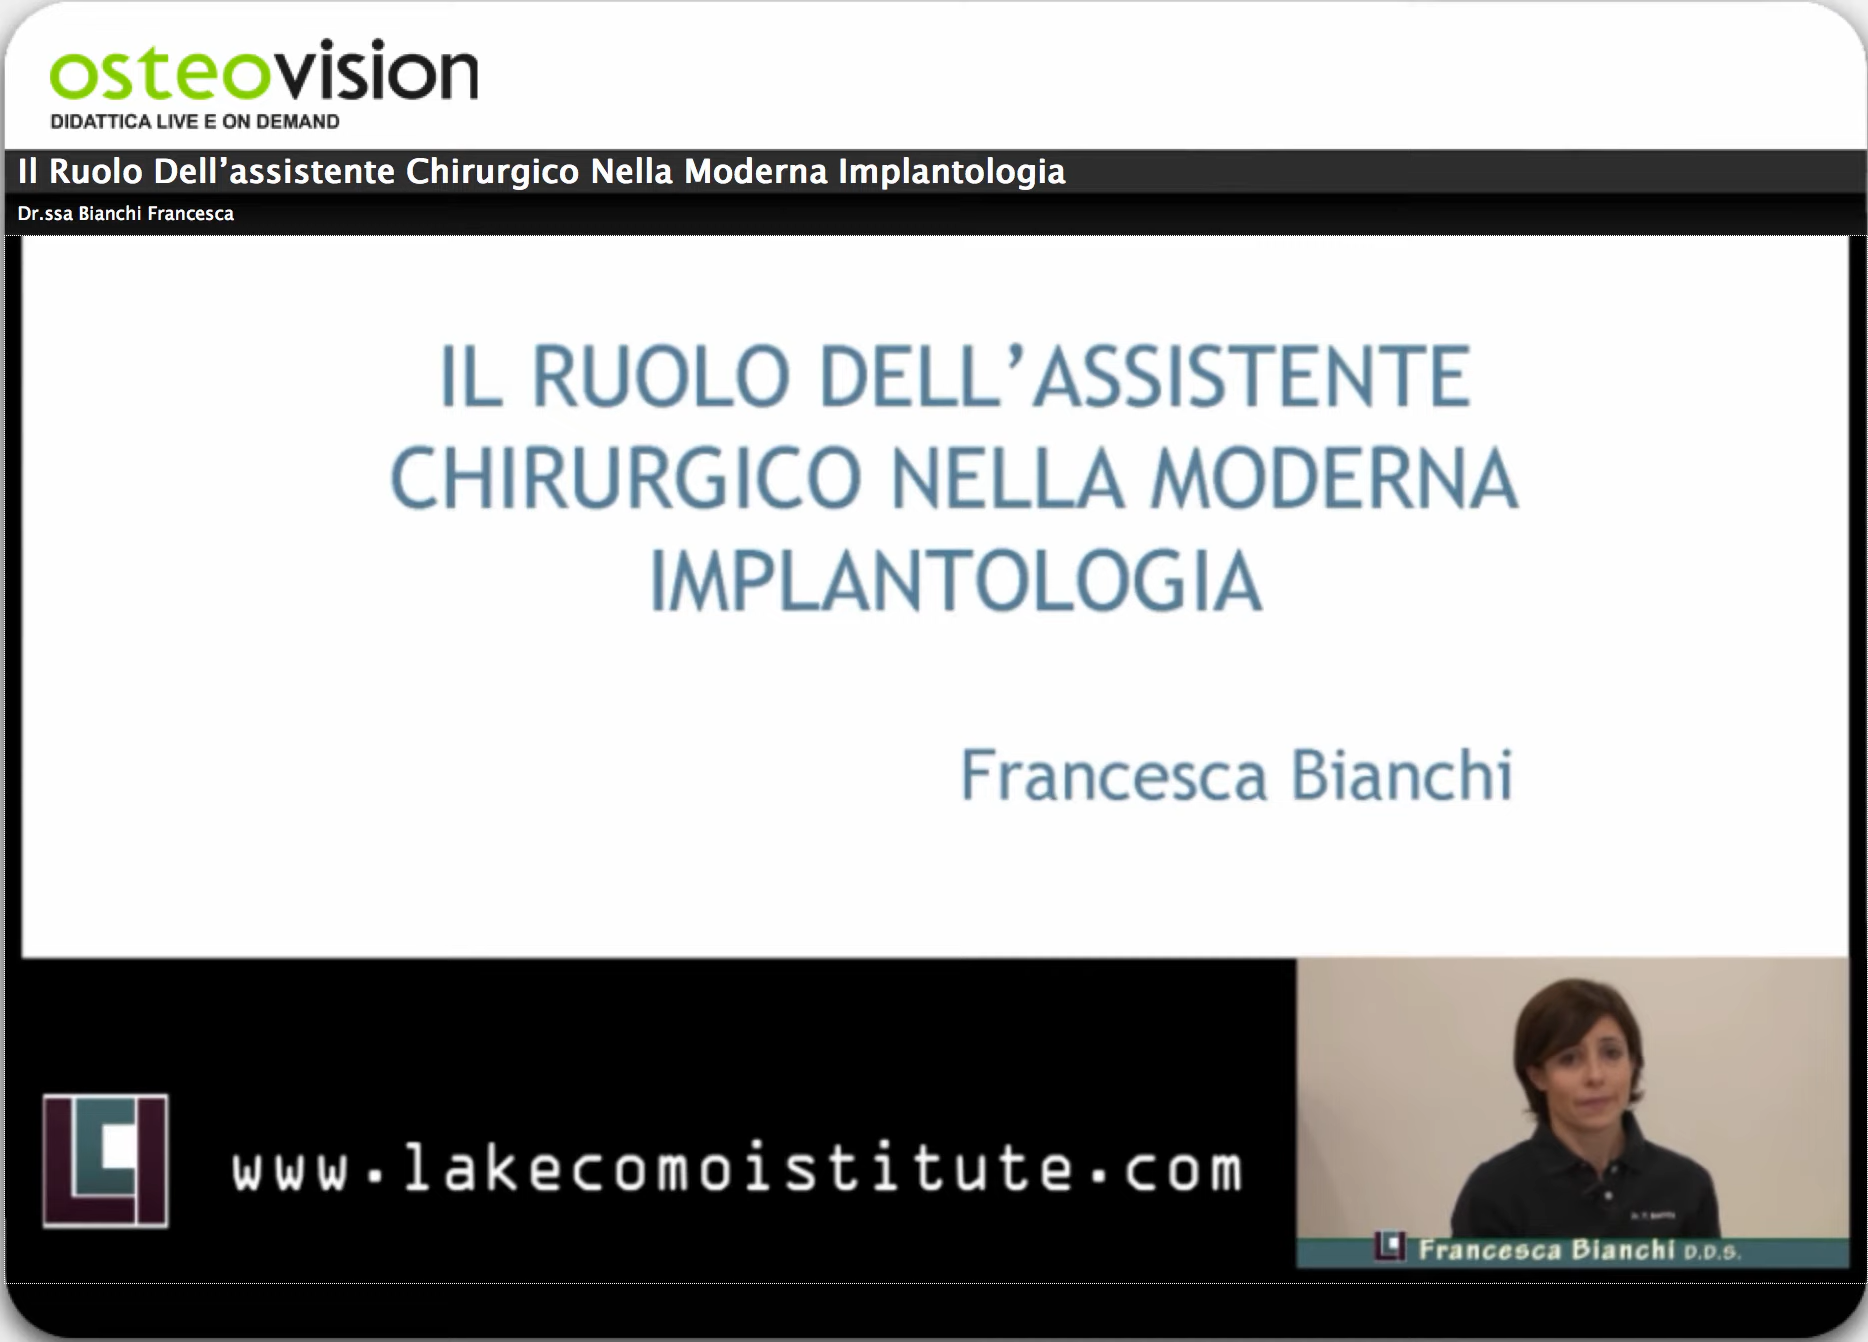 osteovision
DIDATTICA LIVE E ON DEMAND
Il Ruolo Dell’assistente Chirurgico Nella Moderna Implantologia
Dr.ssa Bianchi Francesca
IL RUOLO DELL’ASSISTENTE
CHIRURGICO NELLA MODERNA
IMPLANTOLOGIA
Francesca Bianchi
www.lakecomoistitute.com
Francesca Bianchi D.D.S.